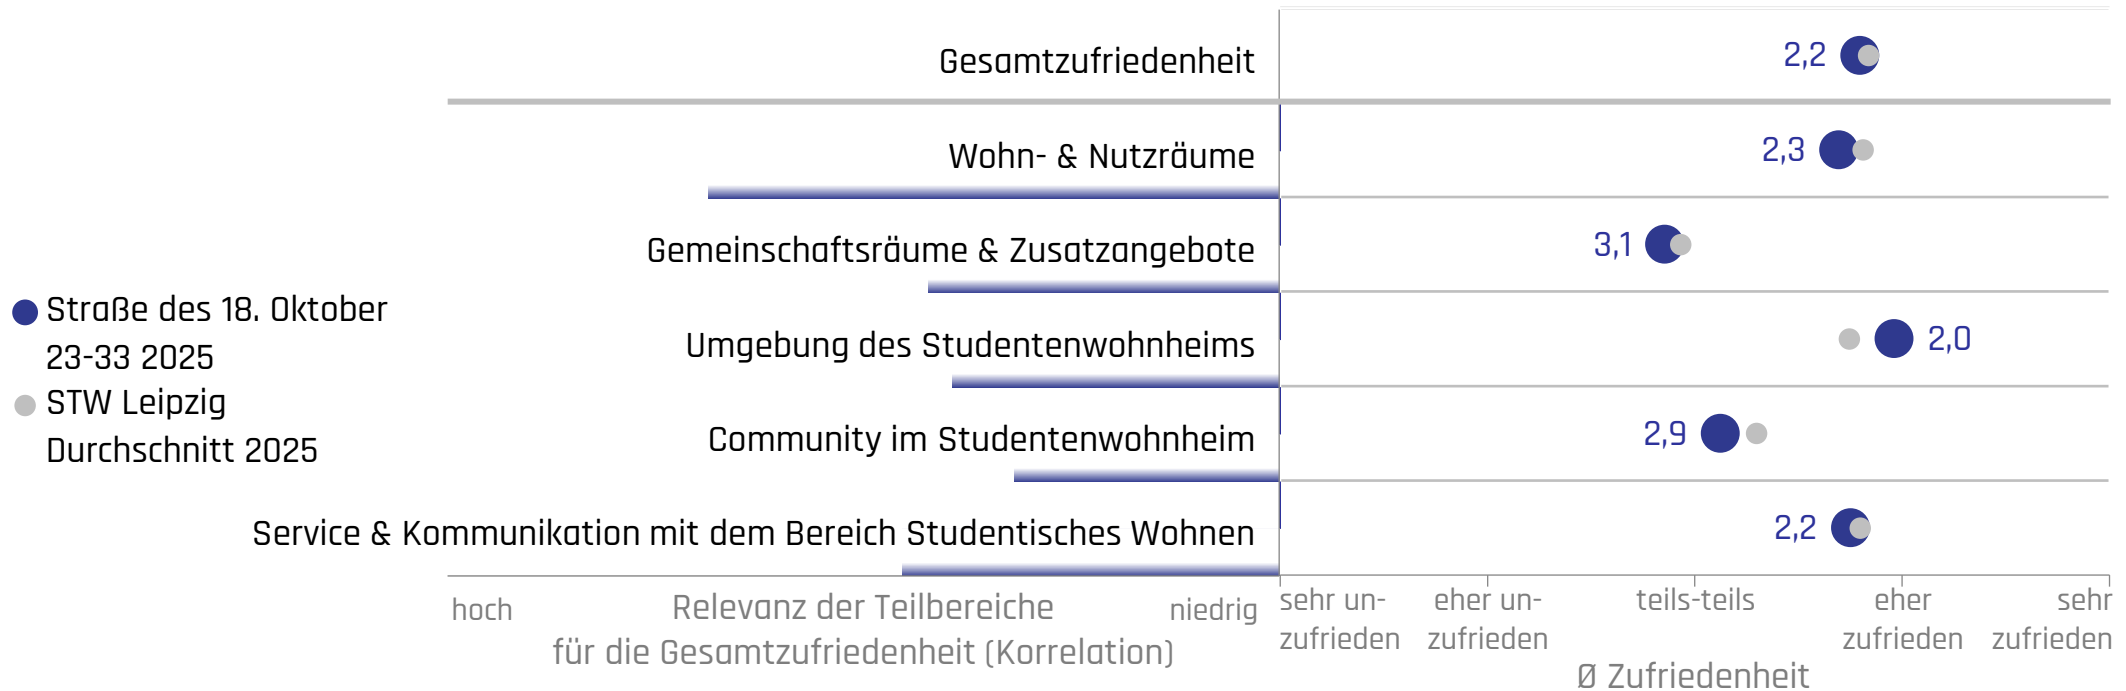 Gesamtzufriedenheit
2,2
Wohn- & Nutzräume
2,3
Gemeinschaftsräume & Zusatzangebote
3,1
Straße des 18. Oktober
23-33 2025
STW Leipzig
Durchschnitt 2025
Umgebung des Studentenwohnheims
2,0
Community im Studentenwohnheim
2,9
Service & Kommunikation mit dem Bereich Studentisches Wohnen
2,2
hoch
Relevanz der Teilbereiche
niedrig
für die Gesamtzufriedenheit (Korrelation)
sehr un-
zufrieden
eher un-
zufrieden
teils-teils
eher
zufrieden
sehr
zufrieden
Ø Zufriedenheit